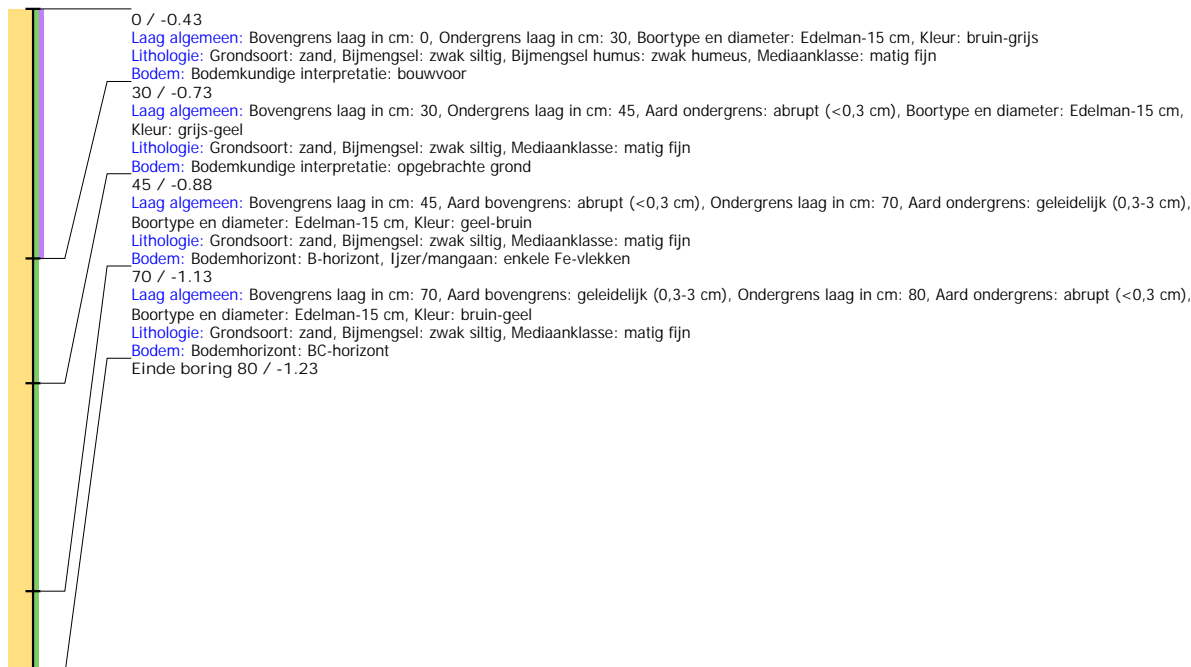 0 / -0.43
Laag algemeen: Bovengrens laag in cm: 0, Ondergrens laag in cm: 30, Boortype en diameter: Edelman-15 cm, Kleur: bruin-grijs
Lithologie: Grondsoort: zand, Bijmengsel: zwak siltig, Bijmengsel humus: zwak humeus, Mediaanklasse: matig fijn
Bodem: Bodemkundige interpretatie: bouwvoor
30 / -0.73
Laag algemeen: Bovengrens laag in cm: 30, Ondergrens laag in cm: 45, Aard ondergrens: abrupt (<0,3 cm), Boortype en diameter: Edelman-15 cm,
Kleur: grijs-geel
Lithologie: Grondsoort: zand, Bijmengsel: zwak siltig, Mediaanklasse: matig fijn
Bodem: Bodemkundige interpretatie: opgebrachte grond
45 / -0.88
Laag algemeen: Bovengrens laag in cm: 45, Aard bovengrens: abrupt (<0,3 cm), Ondergrens laag in cm: 70, Aard ondergrens: geleidelijk (0,3-3 cm),
Boortype en diameter: Edelman-15 cm, Kleur: geel-bruin
Lithologie: Grondsoort: zand, Bijmengsel: zwak siltig, Mediaanklasse: matig fijn
Bodem: Bodemhorizont: B-horizont, Ijzer/mangaan: enkele Fe-vlekken
70 / -1.13
Laag algemeen: Bovengrens laag in cm: 70, Aard bovengrens: geleidelijk (0,3-3 cm), Ondergrens laag in cm: 80, Aard ondergrens: abrupt (<0,3 cm),
Boortype en diameter: Edelman-15 cm, Kleur: bruin-geel
Lithologie: Grondsoort: zand, Bijmengsel: zwak siltig, Mediaanklasse: matig fijn
Bodem: Bodemhorizont: BC-horizont
Einde boring 80 / -1.23